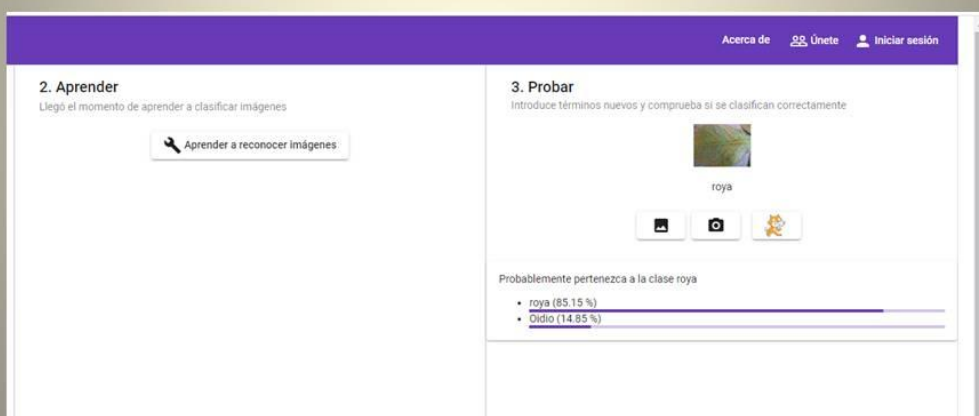 Acerca de
Únete
Iniciar sesión
2. Aprender
Llegó el momento de aprender a clasificar imágenes
Aprender a reconocer imágenes
3. Probar
Introduce términos nuevos y comprueba si se clasifican correctamente
roya
Probablemente pertenezca a la clase roya
roya (85.15 %)
Oidio (14.85 %)